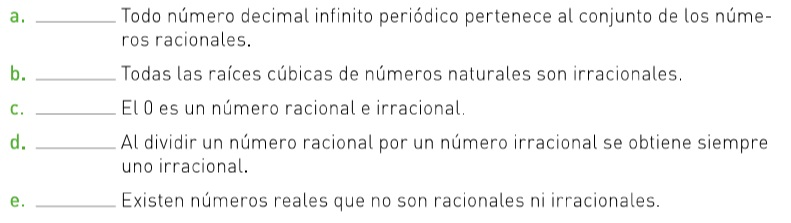 a. ________ Todo número decimal infinito periódico pertenece al conjunto de los núme-
ros racionales.
b. ________ Todas las raíces cúbicas de números naturales son irracionales.
c. ________ El 0 es un número racional e irracional.
d. ________ Al dividir un número racional por un número irracional se obtiene siempre
uno irracional.
e. ________ Existen números reales que no son racionales ni irracionales.